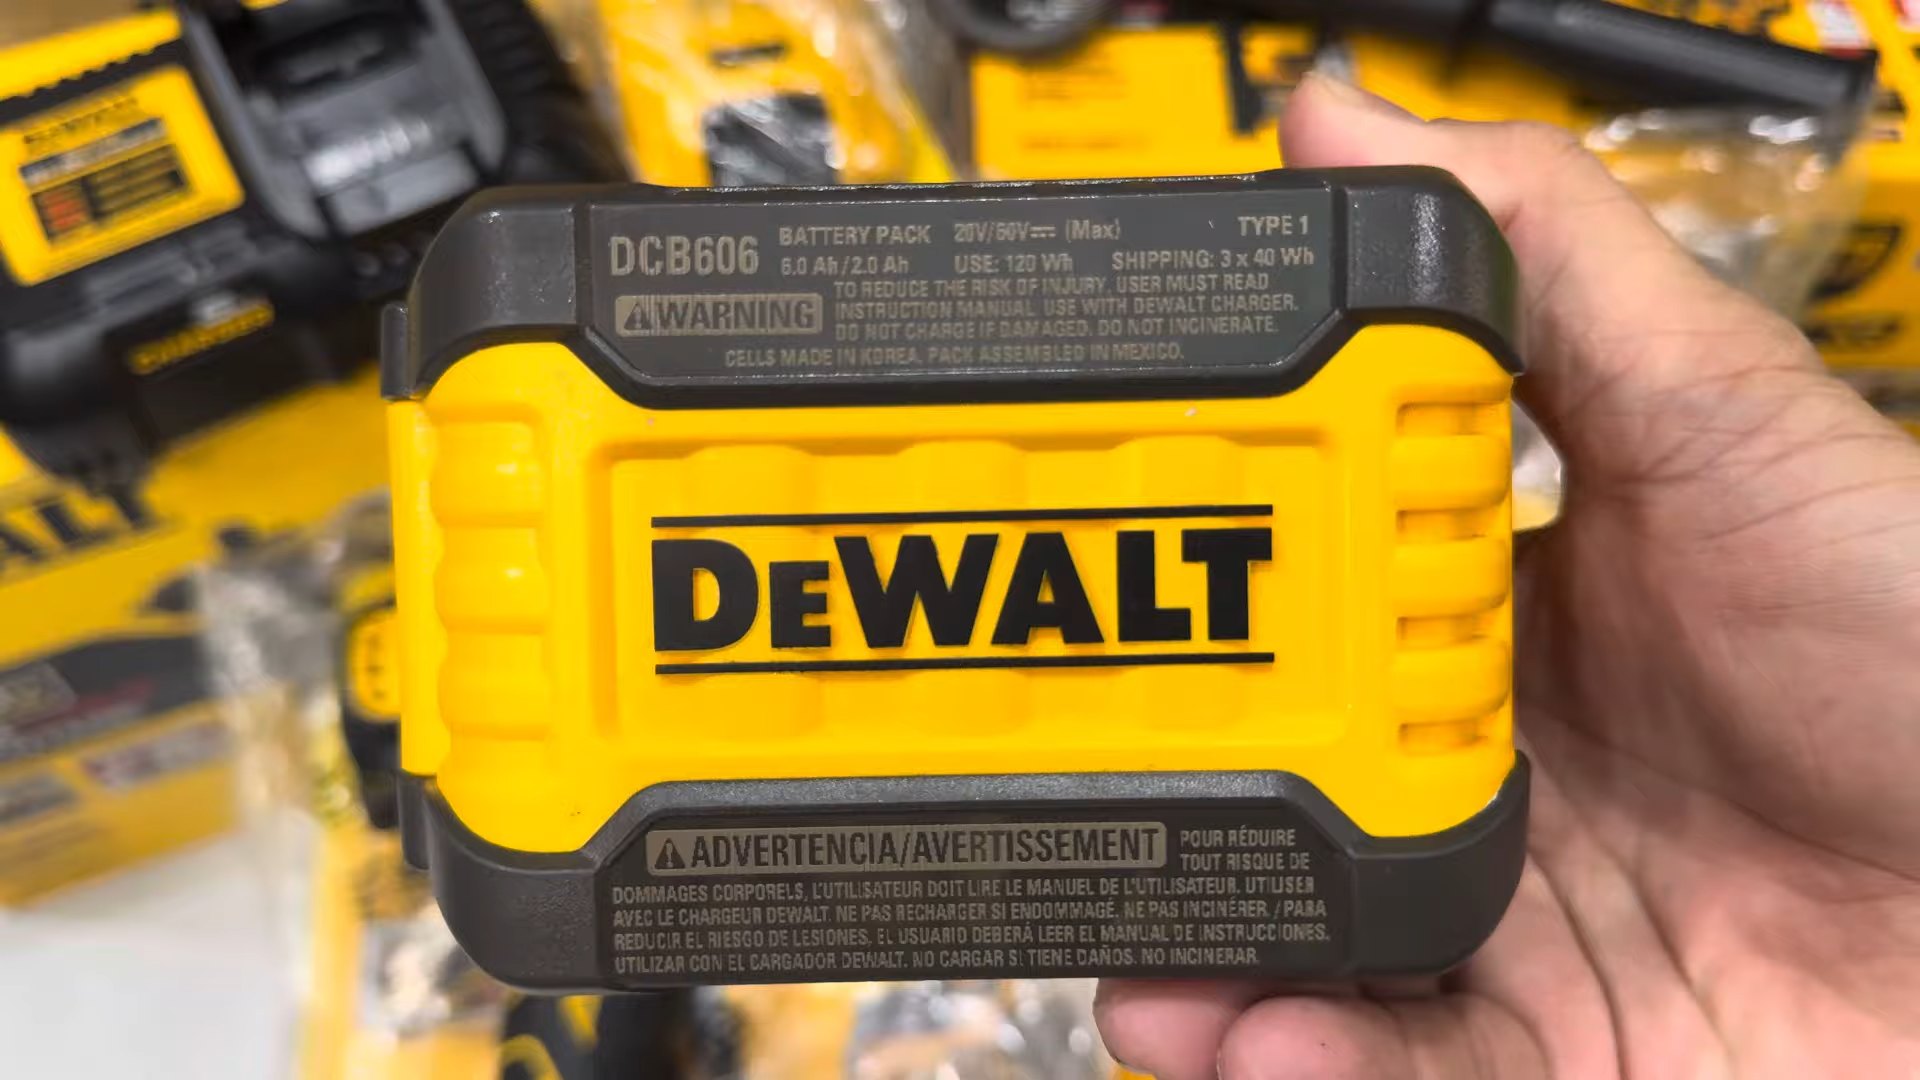 DCB606 BATTERY PACK 20V/60V⎓ (Max) TYPE 1
6.0 Ah/2.0 Ah USE: 120 Wh SHIPPING: 3 x 40 Wh
⚠WARNING TO REDUCE THE RISK OF INJURY, USER MUST READ
INSTRUCTION MANUAL. USE WITH DEWALT CHARGER.
DO NOT CHARGE IF DAMAGED. DO NOT INCINERATE.
CELLS MADE IN KOREA. PACK ASSEMBLED IN MEXICO.
DEWALT
⚠ADVERTENCIA/AVERTISSEMENT POUR RÉDUIRE
TOUT RISQUE DE
DOMMAGES CORPORELS, L'UTILISATEUR DOIT LIRE LE MANUEL DE L'UTILISATEUR. UTILISER
AVEC LE CHARGEUR DEWALT. NE PAS RECHARGER SI ENDOMMAGÉ. NE PAS INCINÉRER. / PARA
REDUCIR EL RIESGO DE LESIONES, EL USUARIO DEBERÁ LEER EL MANUAL DE INSTRUCCIONES.
UTILIZAR CON EL CARGADOR DEWALT. NO CARGAR SI TIENE DAÑOS. NO INCINERAR.
ALT